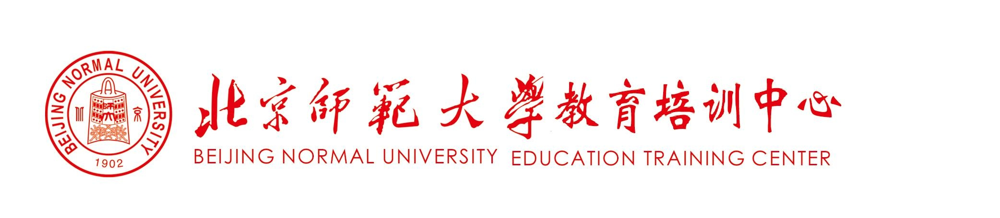 BEIJING NORMAL UNIVERSITY
師大
京
1902
北京師範大學教育培训中心
BEIJING NORMAL UNIVERSITY EDUCATION TRAINING CENTER